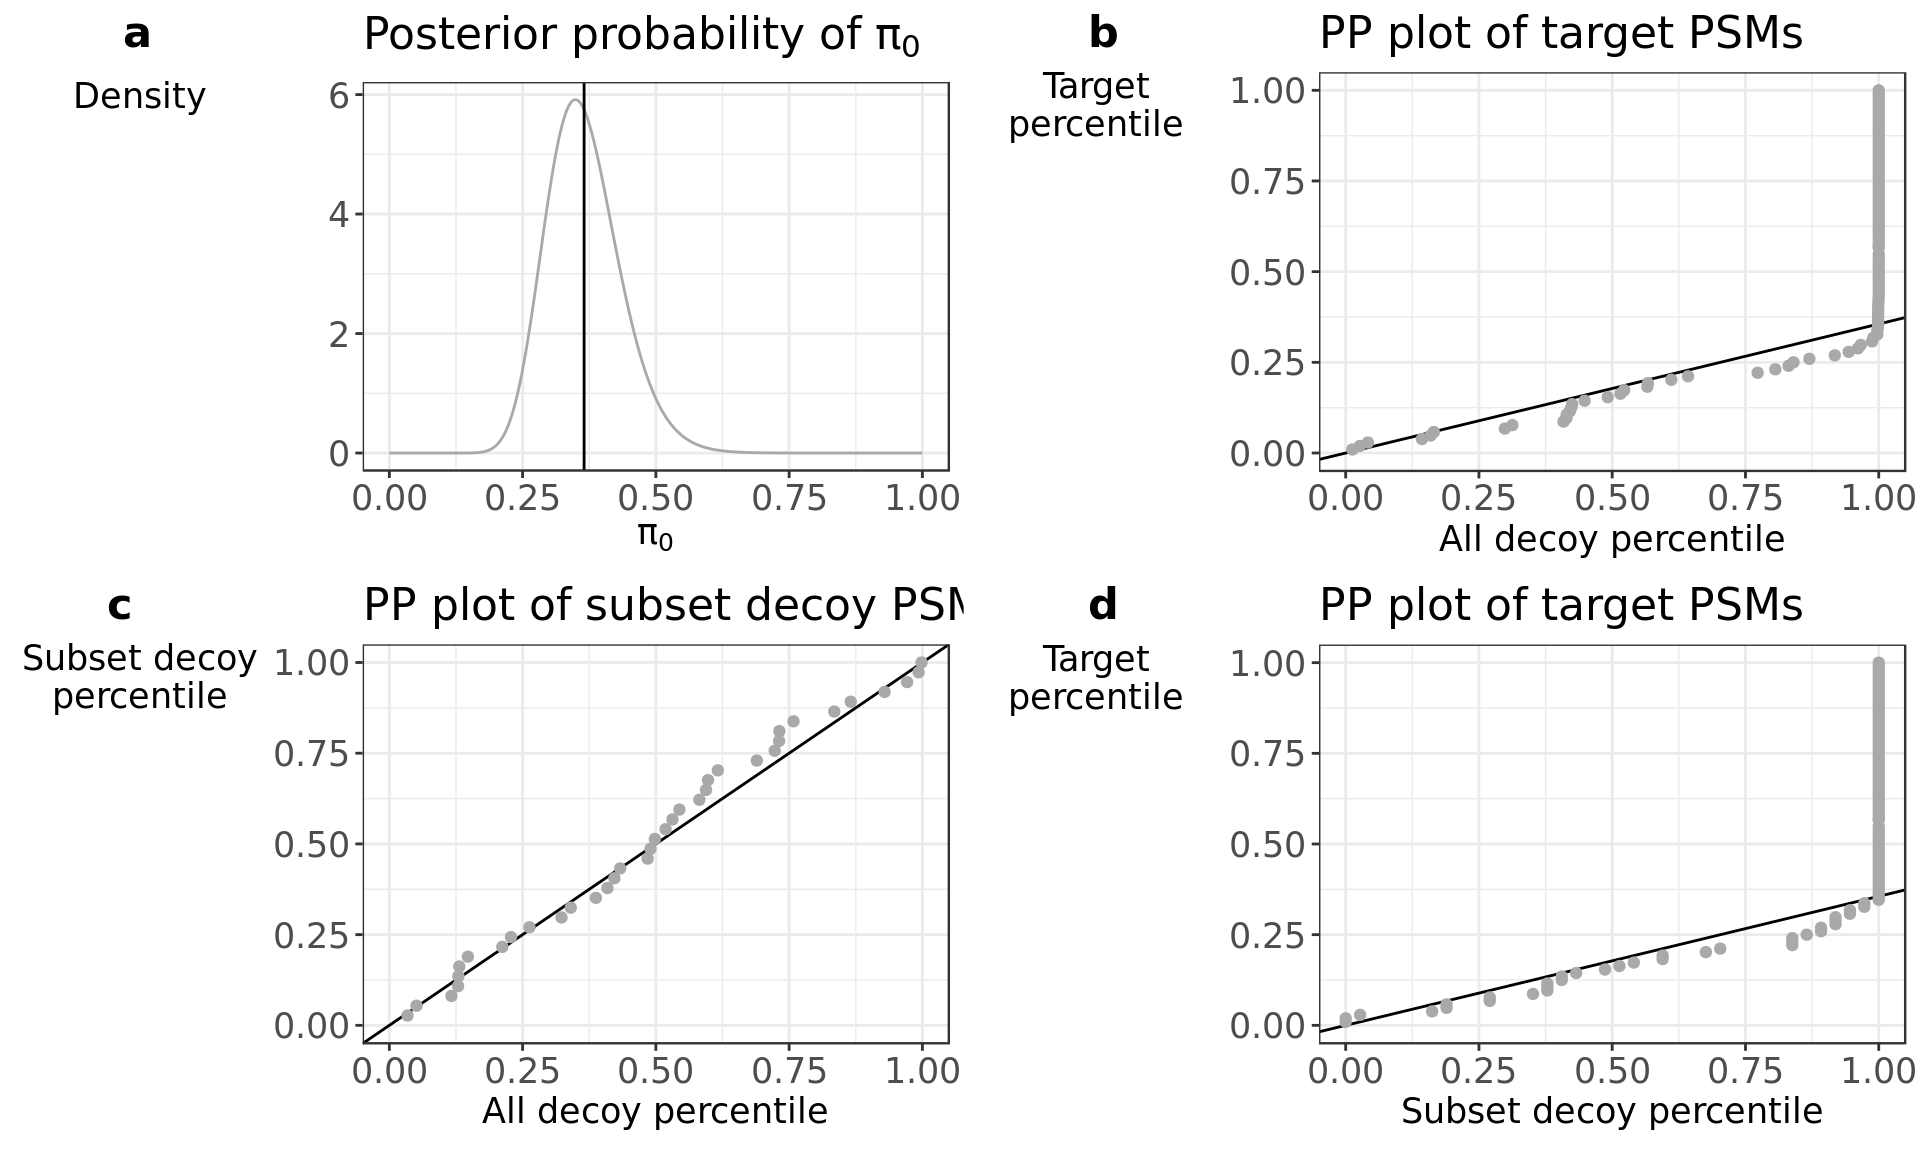 a
Posterior probability of π0
Density
6
4
2
0
0.00 0.25 0.50 0.75 1.00
π0
b
PP plot of target PSMs
Target
percentile
1.00
0.75
0.50
0.25
0.00
0.00 0.25 0.50 0.75 1.00
All decoy percentile
c
PP plot of subset decoy PSM
Subset decoy
percentile
1.00
0.75
0.50
0.25
0.00
0.00 0.25 0.50 0.75 1.00
All decoy percentile
d
PP plot of target PSMs
Target
percentile
1.00
0.75
0.50
0.25
0.00
0.00 0.25 0.50 0.75 1.00
Subset decoy percentile